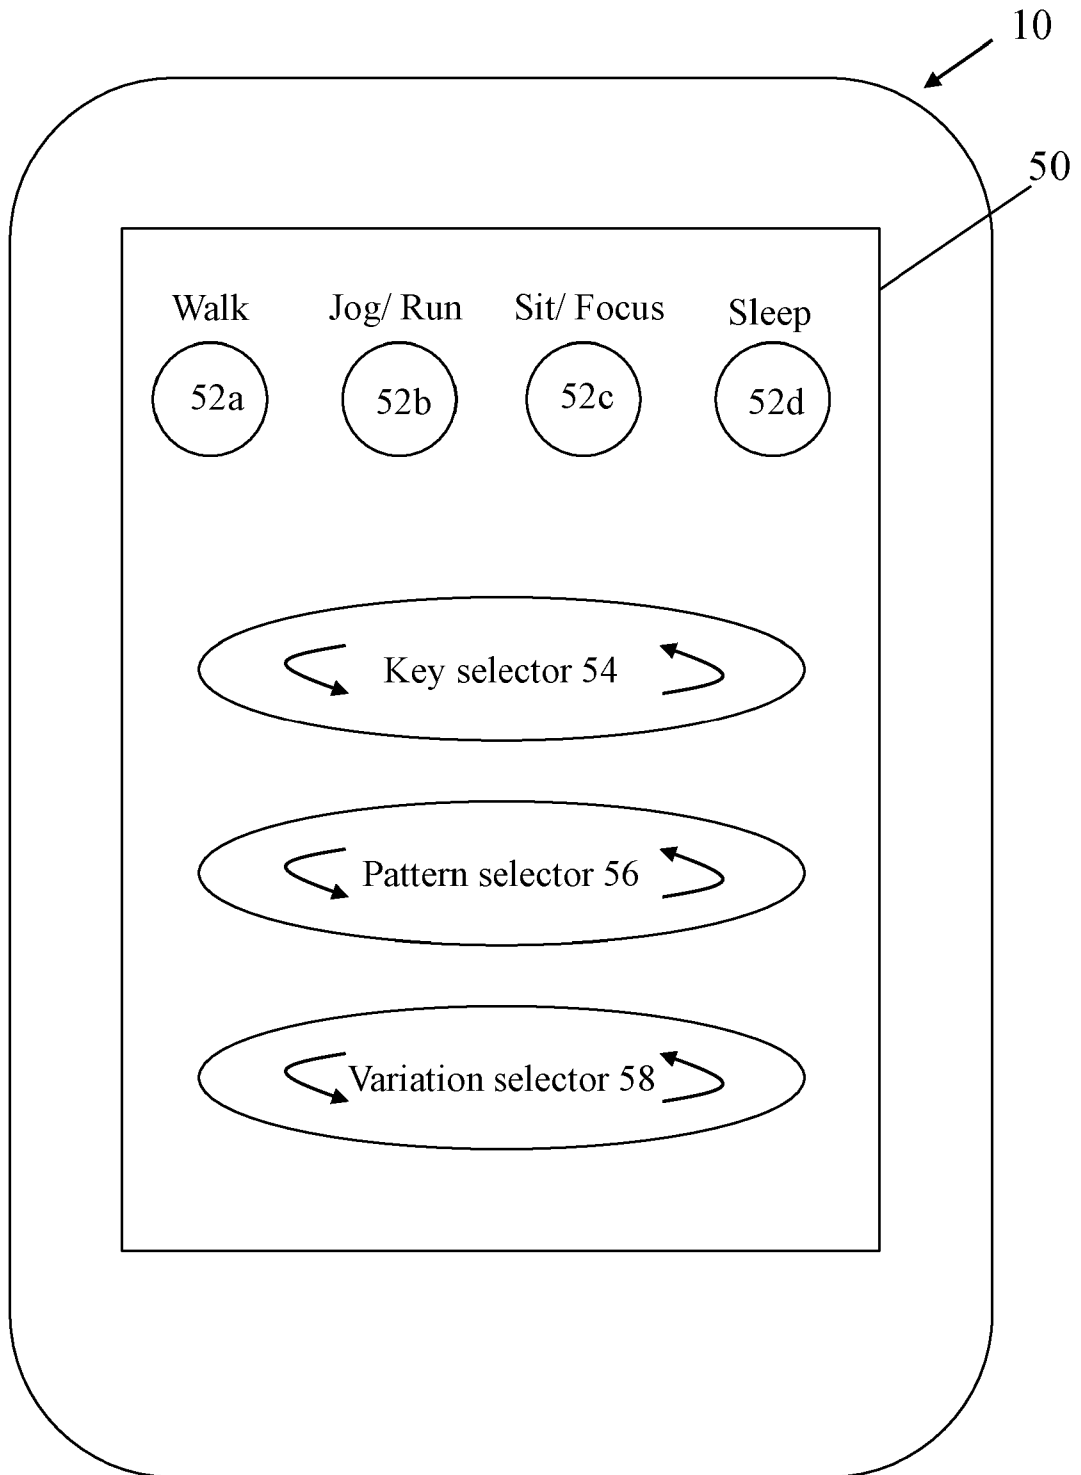 10
50
Walk Jog/ Run Sit/ Focus Sleep
52a 52b 52c 52d
Key selector 54
Pattern selector 56
Variation selector 58